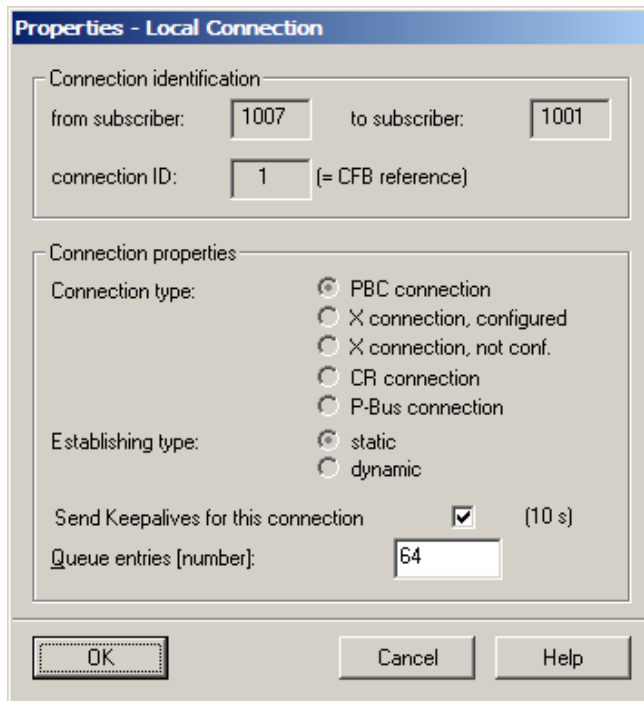 Properties - Local Connection
Connection identification
from subscriber: 1007 to subscriber: 1001
connection ID: 1 (= CFB reference)
Connection properties
Connection type: PBC connection
X connection, configured
X connection, not conf.
CR connection
P-Bus connection
Establishing type: static
dynamic
Send Keepalives for this connection (10 s)
Queue entries [number]: 64
OK Cancel Help